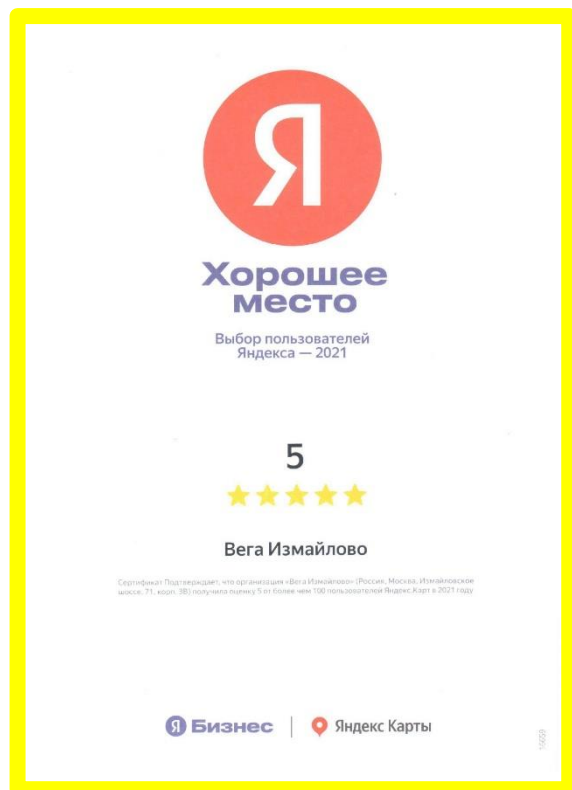 Я
Хорошее
место
Выбор пользователей
Яндекса — 2021
5
Вега Измайлово
Сертификат Подтверждает, что организация «Вега Измайлово» (Россия, Москва, Измайловское
шоссе, 71, корп. 3В) получила оценку 5 от более чем 100 пользователей Яндекс.Карт в 2021 году
Я Бизнес | Яндекс Карты